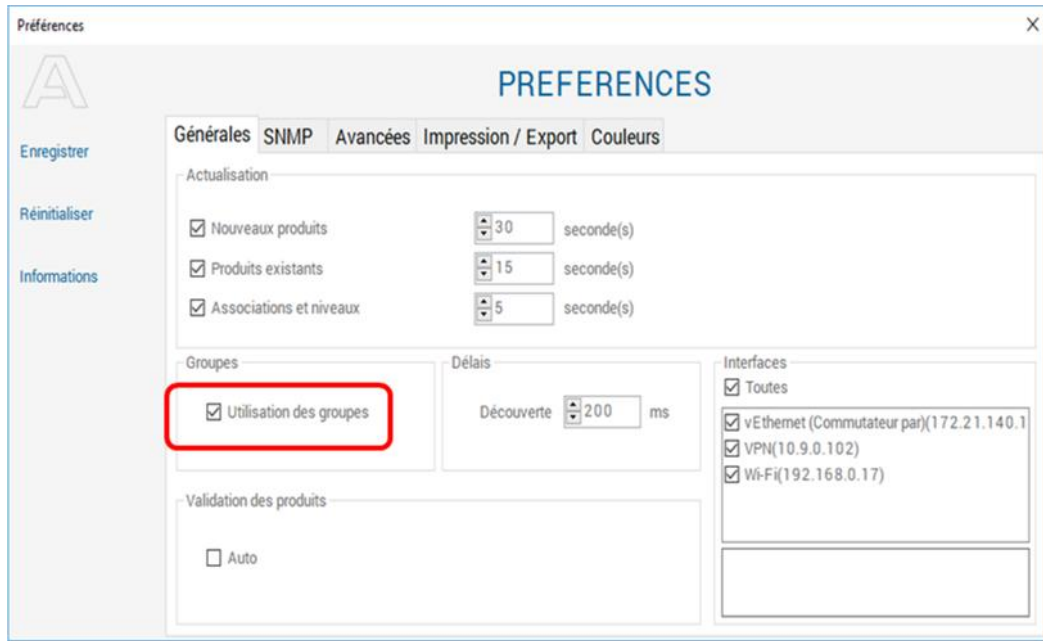 Préférences
X
A
PREFERENCES
Enregistrer
Réinitialiser
Informations
Générales SNMP Avancées Impression / Export Couleurs
Actualisation
Nouveaux produits 30 seconde(s)
Produits existants 15 seconde(s)
Associations et niveaux 5 seconde(s)
Groupes
Utilisation des groupes
Délais
Découverte 200 ms
Interfaces
Toutes
vEthernet (Commutateur par)(172.21.140.1
VPN(10.9.0.102)
Wi-Fi(192.168.0.17)
Validation des produits
Auto